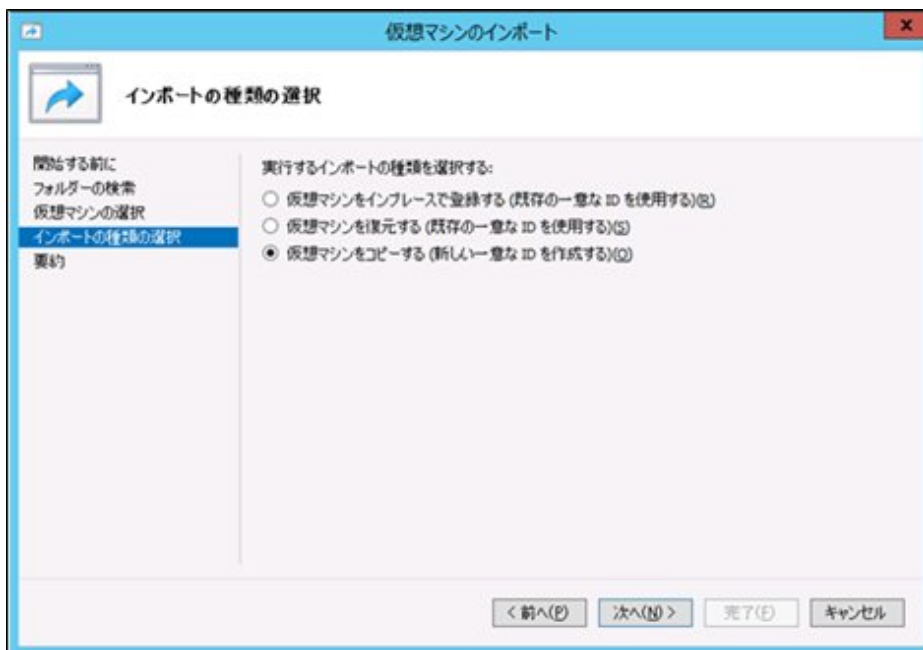 仮想マシンのインポート
x
インポートの種類の選択
開始する前に
フォルダーの検索
仮想マシンの選択
インポートの種類の選択
要約
実行するインポートの種類を選択する:
仮想マシンをインプレースで登録する (既存の一意な ID を使用する)(R)
仮想マシンを復元する (既存の一意な ID を使用する)(S)
仮想マシンをコピーする (新しい一意な ID を作成する)(O)
< 前へ(P)
次へ(N) >
完了(F)
キャンセル